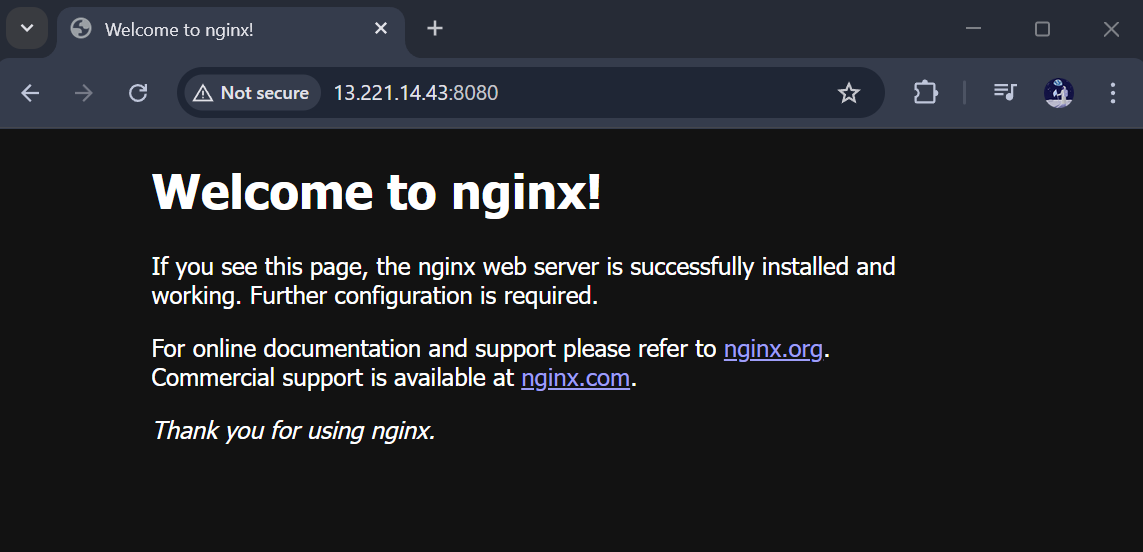 Welcome to nginx!
Not secure
13.221.14.43:8080
Welcome to nginx!
If you see this page, the nginx web server is successfully installed and
working. Further configuration is required.
For online documentation and support please refer to nginx.org.
Commercial support is available at nginx.com.
Thank you for using nginx.